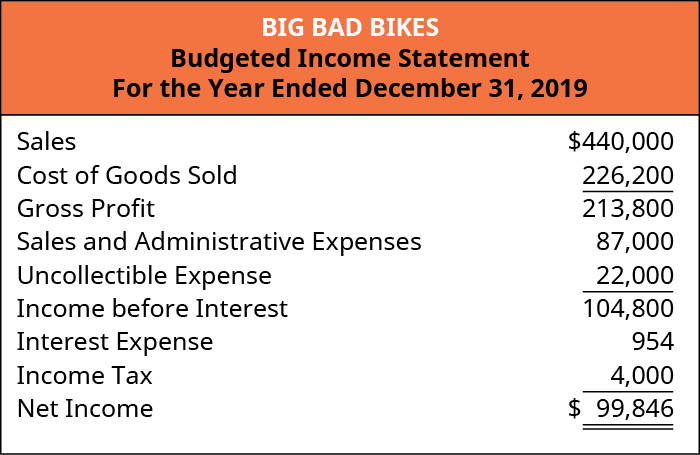 BIG BAD BIKES
Budgeted Income Statement
For the Year Ended December 31, 2019
Sales $440,000
Cost of Goods Sold 226,200
Gross Profit 213,800
Sales and Administrative Expenses 87,000
Uncollectible Expense 22,000
Income before Interest 104,800
Interest Expense 954
Income Tax 4,000
Net Income $ 99,846